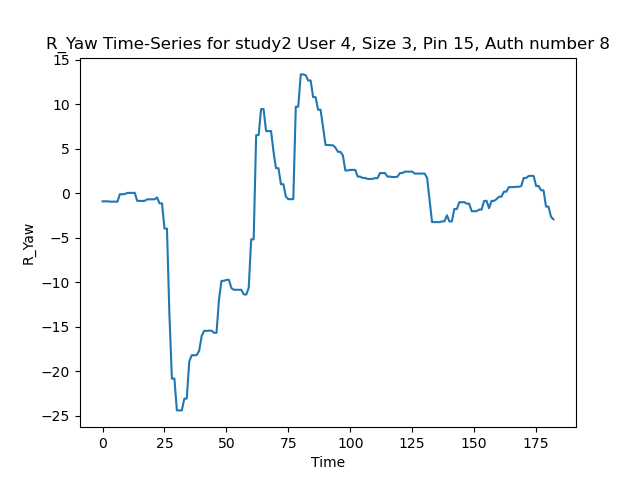 R_Yaw Time-Series for study2 User 4, Size 3, Pin 15, Auth number 8
15
10
5
0
−5
−10
−15
−20
−25
R_Yaw
0 25 50 75 100 125 150 175
Time